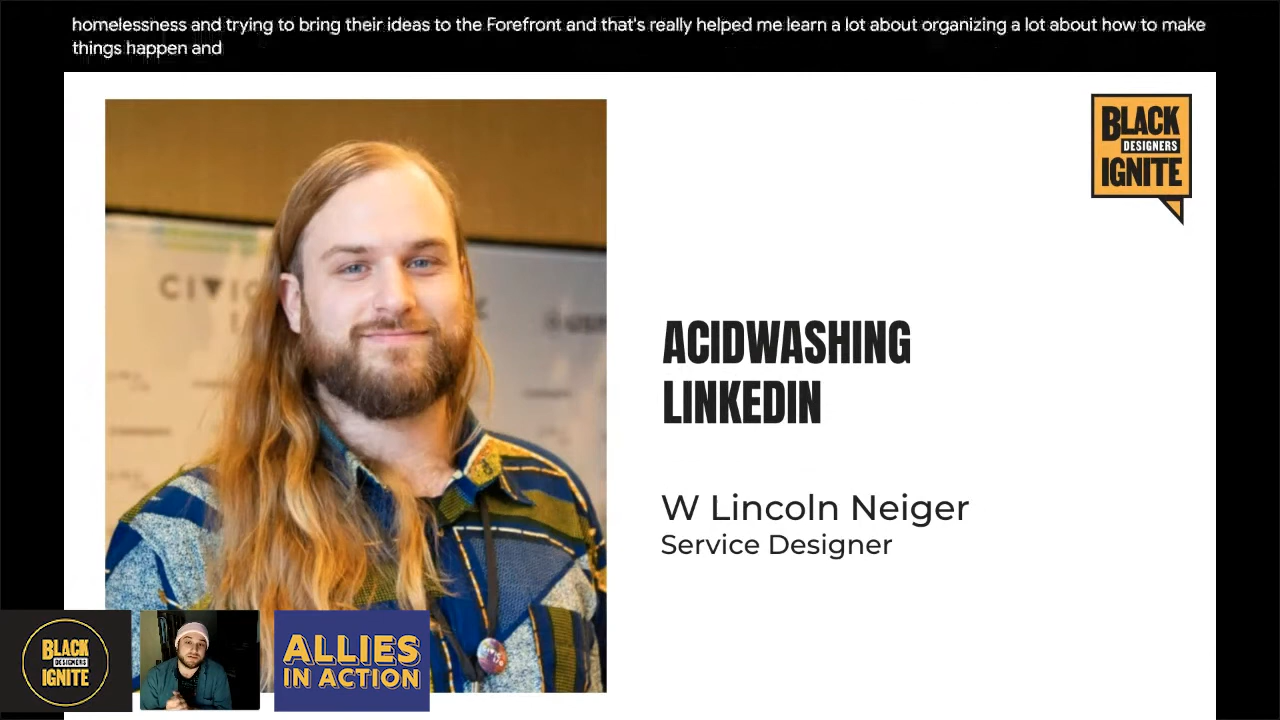 homelessness and trying to bring their ideas to the Forefront and that's really helped me learn a lot about organizing a lot about how to make
things happen and
BLACK
DESIGNERS
IGNITE
CIVIC
ACIDWASHING
LINKEDIN
W Lincoln Neiger
Service Designer
BLACK
DESIGNERS
IGNITE
ALLIES
IN ACTION